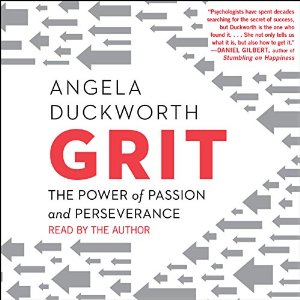 "Psychologists have spent decades
searching for the secret of success,
but Duckworth is the one who
found it. . . . She not only tells us
what it is, but also how to get it."
—DANIEL GILBERT, author of
Stumbling on Happiness
ANGELA
DUCKWORTH
GRIT
THE POWER of PASSION
and PERSEVERANCE
READ BY THE AUTHOR